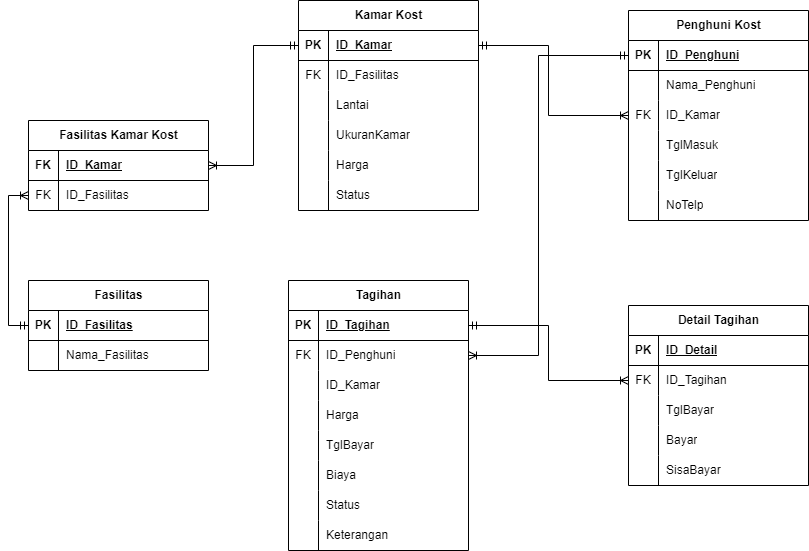 Kamar Kost
PK ID_Kamar
FK ID_Fasilitas
Lantai
UkuranKamar
Harga
Status
Penghuni Kost
PK ID_Penghuni
Nama_Penghuni
FK ID_Kamar
TglMasuk
TglKeluar
NoTelp
Fasilitas Kamar Kost
FK ID_Kamar
FK ID_Fasilitas
Fasilitas
PK ID_Fasilitas
Nama_Fasilitas
Tagihan
PK ID_Tagihan
FK ID_Penghuni
ID_Kamar
Harga
TglBayar
Biaya
Status
Keterangan
Detail Tagihan
PK ID_Detail
FK ID_Tagihan
TglBayar
Bayar
SisaBayar